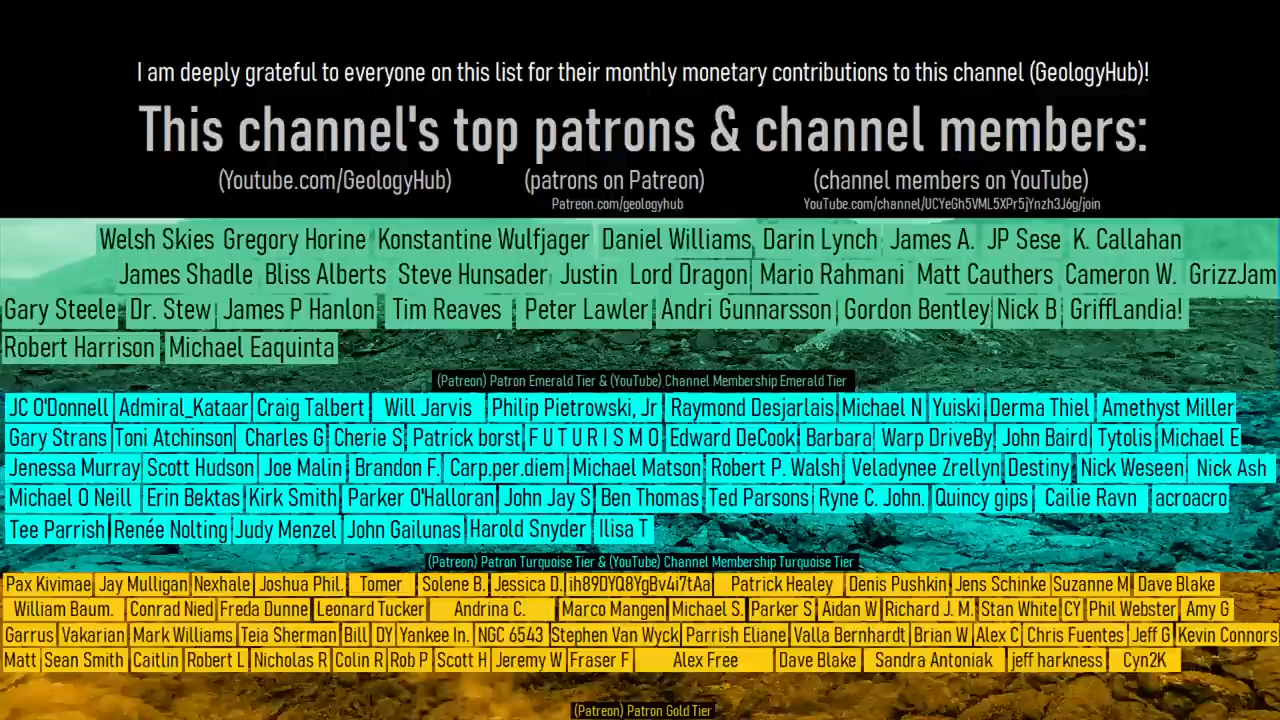 I am deeply grateful to everyone on this list for their monthly monetary contributions to this channel (GeologyHub)!
This channel's top patrons & channel members:
(Youtube.com/GeologyHub) (patrons on Patreon) (channel members on YouTube)
Patreon.com/geologyhub YouTube.com/channel/UCYeGh5VML5XPr5jYnzh3J6g/join
Welsh Skies Gregory Horine Konstantine Wulfjager Daniel Williams Darin Lynch James A. JP Sese K. Callahan
James Shadle Bliss Alberts Steve Hunsader Justin Lord Dragon Mario Rahmani Matt Cauthers Cameron W. GrizzJam
Gary Steele Dr. Stew James P Hanlon Tim Reaves Peter Lawler Andri Gunnarsson Gordon Bentley Nick B GriffLandia!
Robert Harrison Michael Eaquinta
(Patreon) Patron Emerald Tier & (YouTube) Channel Membership Emerald Tier
JC O'Donnell Admiral_Kataar Craig Talbert Will Jarvis Philip Pietrowski, Jr Raymond Desjarlais Michael N Yuiski Derma Thiel Amethyst Miller
Gary Strans Toni Atchinson Charles G Cherie S Patrick borst F U T U R I S M O Edward DeCook Barbara Warp DriveBy John Baird Tytolis Michael E
Jenessa Murray Scott Hudson Joe Malin Brandon F. Carp.per.diem Michael Matson Robert P. Walsh Veladynee Zrellyn Destiny Nick Weseen Nick Ash
Michael O Neill Erin Bektas Kirk Smith Parker O'Halloran John Jay S Ben Thomas Ted Parsons Ryne C. John. Quincy gips Cailie Ravn acroacro
Tee Parrish Renée Nolting Judy Menzel John Gailunas Harold Snyder Ilisa T
(Patreon) Patron Turquoise Tier & (YouTube) Channel Membership Turquoise Tier
Pax Kivimae Jay Mulligan Nexhale Joshua Phil. Tomer Solene B. Jessica D. ih89DYQ8YgBv4i7tAa Patrick Healey Denis Pushkin Jens Schinke Suzanne M Dave Blake
William Baum. Conrad Nied Freda Dunne Leonard Tucker Andrina C. Marco Mangen Michael S. Parker S Aidan W Richard J. M. Stan White CY Phil Webster Amy G
Garrus Vakarian Mark Williams Teia Sherman Bill DY Yankee In. NGC 6543 Stephen Van Wyck Parrish Eliane Valla Bernhardt Brian W Alex C Chris Fuentes Jeff G Kevin Connors
Matt Sean Smith Caitlin Robert L Nicholas R Colin R Rob P Scott H Jeremy W Fraser F Alex Free Dave Blake Sandra Antoniak jeff harkness Cyn2K
(Patreon) Patron Gold Tier